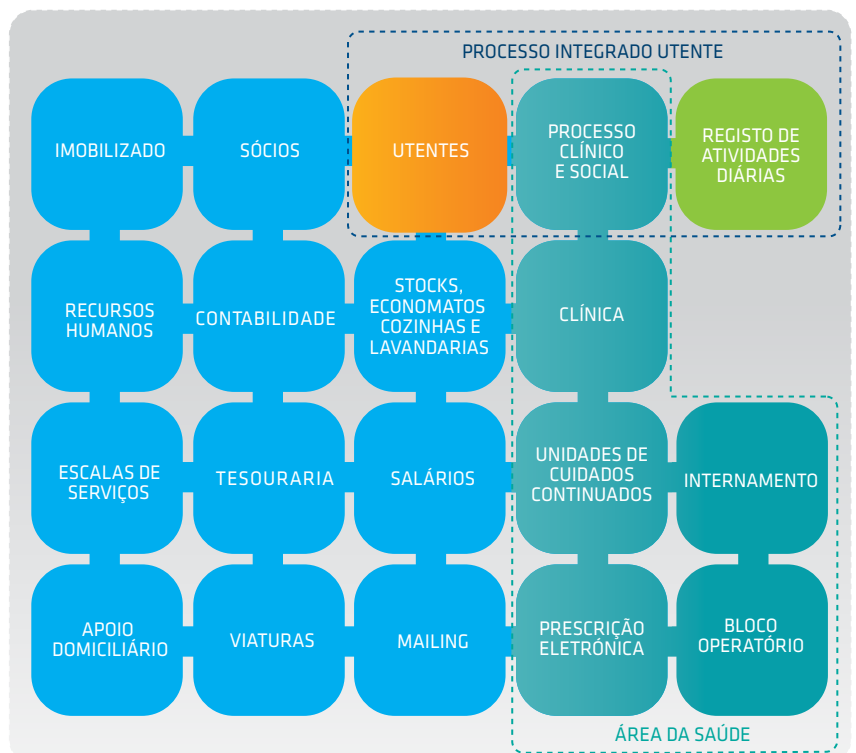 PROCESSO INTEGRADO UTENTE
IMOBILIZADO
SÓCIOS
UTENTES
PROCESSO
CLÍNICO
E SOCIAL
REGISTO DE
ATIVIDADES
DIÁRIAS
RECURSOS
HUMANOS
CONTABILIDADE
STOCKS,
ECONOMATOS
COZINHAS E
LAVANDARIAS
CLÍNICA
ESCALAS DE
SERVIÇOS
TESOURARIA
SALÁRIOS
UNIDADES DE
CUIDADOS
CONTINUADOS
INTERNAMENTO
APOIO
DOMICILIÁRIO
VIATURAS
MAILING
PRESCRIÇÃO
ELETRÓNICA
BLOCO
OPERATÓRIO
ÁREA DA SAÚDE